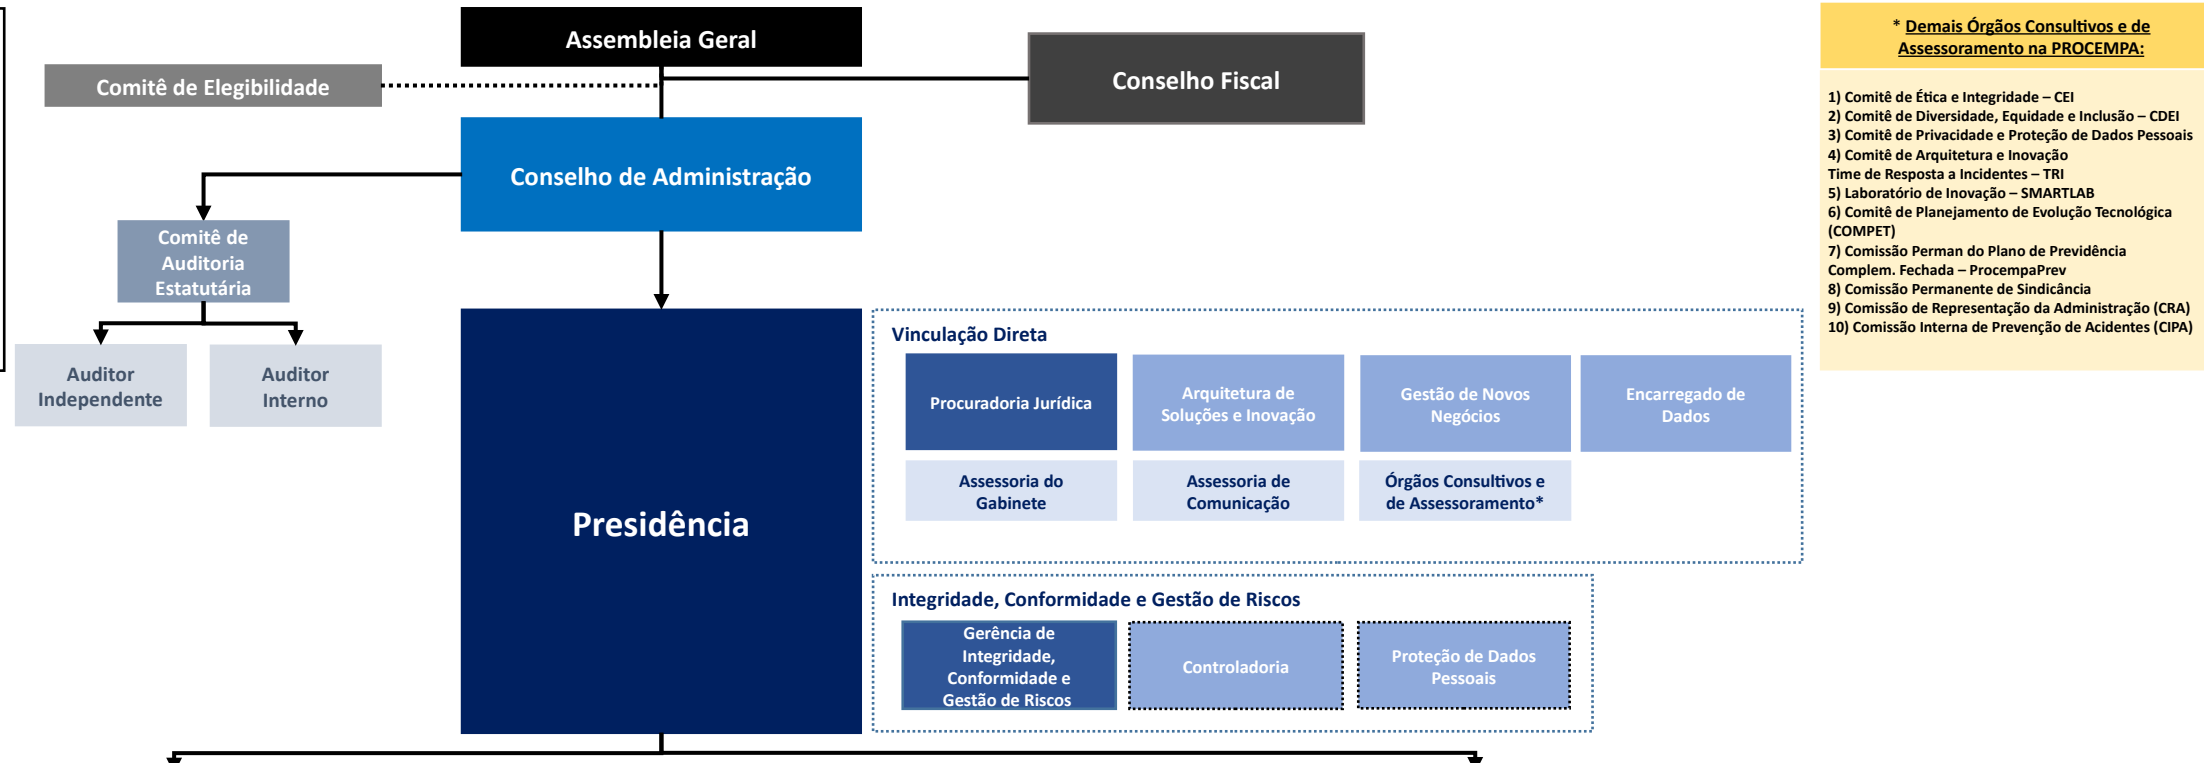 Assembleia Geral
Comitê de Elegibilidade
Conselho Fiscal
Conselho de Administração
Comitê de
Auditoria
Estatutária
Auditor
Independente
Auditor
Interno
Presidência
Vinculação Direta
Procuradoria Jurídica
Arquitetura de
Soluções e Inovação
Gestão de Novos
Negócios
Encarregado de
Dados
Assessoria do
Gabinete
Assessoria de
Comunicação
Órgãos Consultivos e
de Assessoramento*
Integridade, Conformidade e Gestão de Riscos
Gerência de
Integridade,
Conformidade e
Gestão de Riscos
Controladoria
Proteção de Dados
Pessoais
* Demais Órgãos Consultivos e de
Assessoramento na PROCEMPA:
1) Comitê de Ética e Integridade – CEI
2) Comitê de Diversidade, Equidade e Inclusão – CDEI
3) Comitê de Privacidade e Proteção de Dados Pessoais
4) Comitê de Arquitetura e Inovação
Time de Resposta a Incidentes – TRI
5) Laboratório de Inovação – SMARTLAB
6) Comitê de Planejamento de Evolução Tecnológica
(COMPET)
7) Comissão Perman do Plano de Previdência
Complem. Fechada – ProcempaPrev
8) Comissão Permanente de Sindicância
9) Comissão de Representação da Administração (CRA)
10) Comissão Interna de Prevenção de Acidentes (CIPA)